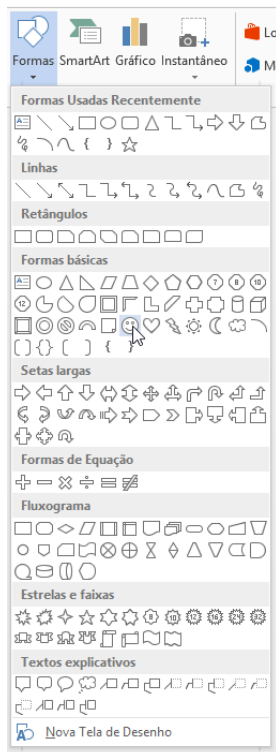 Lo
Formas SmartArt Gráfico Instantâneo
M
Formas Usadas Recentemente
Linhas
Retângulos
Formas básicas
Setas largas
Formas de Equação
Fluxograma
Estrelas e faixas
Textos explicativos
Nova Tela de Desenho